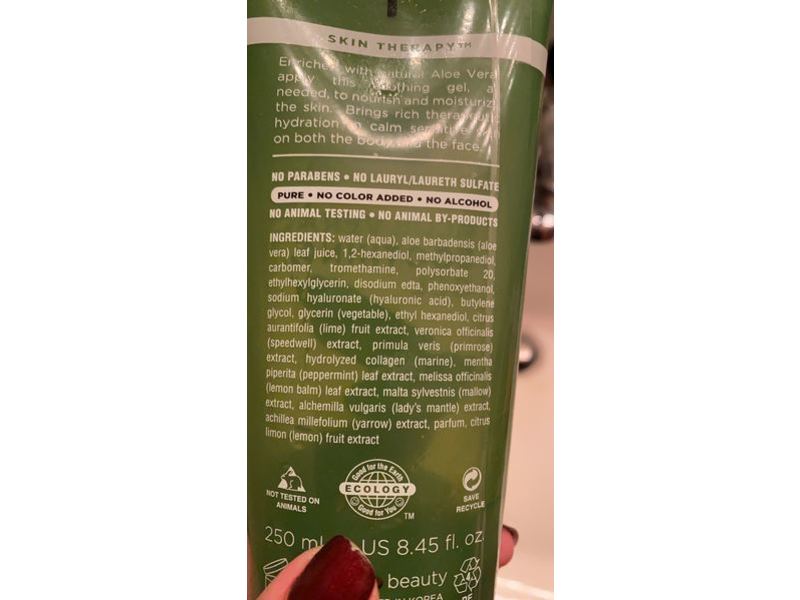 SKIN THERAPY™
Enriched with natural Aloe Vera
apply this soothing gel, a
needed, to nourish and moisturiz
the skin. Brings rich therapeutic
hydration calm sensitive
on both the body and the face.
NO PARABENS • NO LAURYL/LAURETH SULFATE
PURE • NO COLOR ADDED • NO ALCOHOL
NO ANIMAL TESTING • NO ANIMAL BY-PRODUCTS
INGREDIENTS: water (aqua), aloe barbadensis (aloe
vera) leaf juice, 1,2-hexanediol, methylpropanediol,
carbomer, tromethamine, polysorbate 20,
ethylhexylglycerin, disodium edta, phenoxyethanol,
sodium hyaluronate (hyaluronic acid), butylene
glycol, glycerin (vegetable), ethyl hexanediol, citrus
aurantifolia (lime) fruit extract, veronica officinalis
(speedwell) extract, primula veris (primrose)
extract, hydrolyzed collagen (marine), mentha
piperita (peppermint) leaf extract, melissa officinalis
(lemon balm) leaf extract, malta sylvestnis (mallow)
extract, alchemilla vulgaris (lady's mantle) extract,
achillea millefolium (yarrow) extract, parfum, citrus
limon (lemon) fruit extract
NOT TESTED ON
ANIMALS
Good for the Earth
ECOLOGY
Good for You
TM
SAVE
RECYCLE
250 ml US 8.45 fl. oz.
beauty
IN KOREA